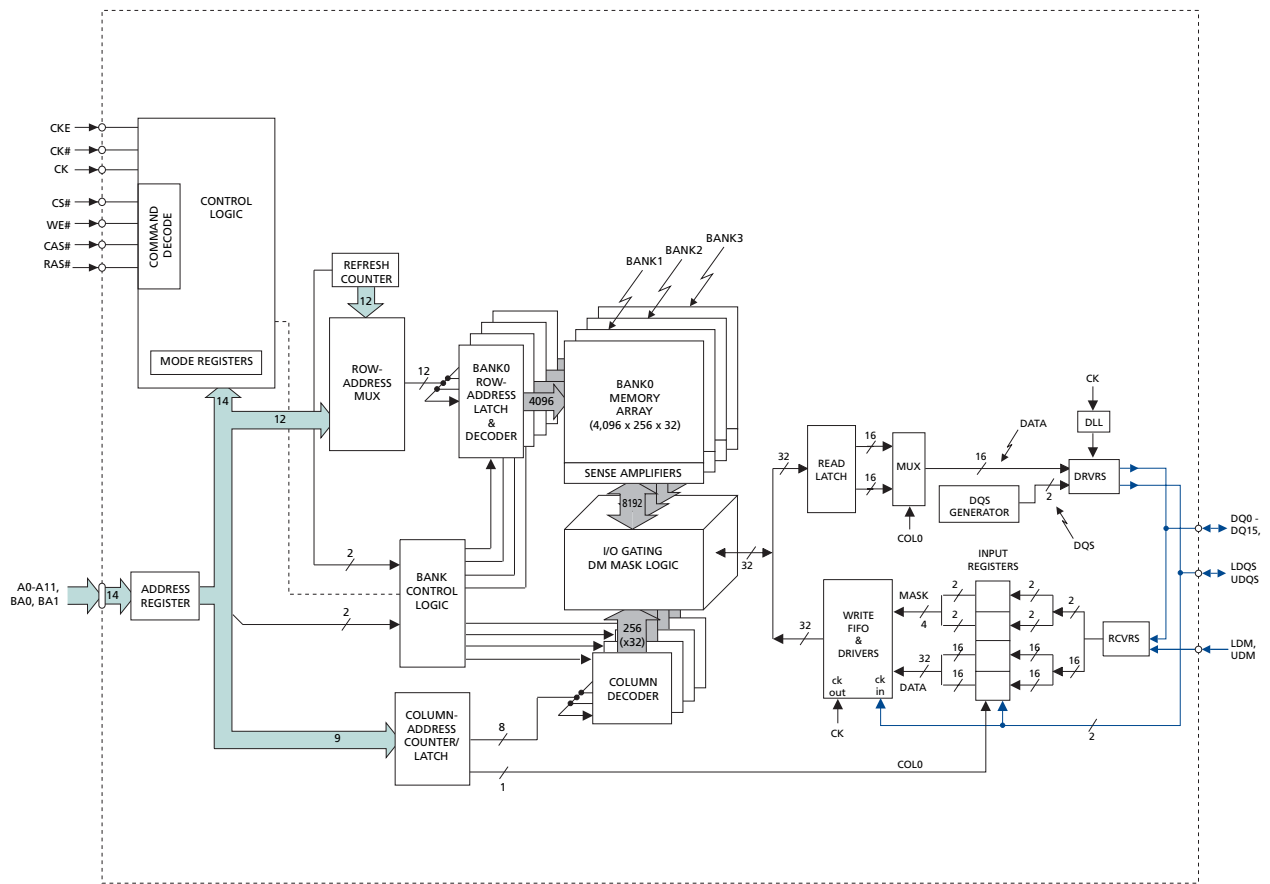 CKE
CK#
CK
CS#
WE#
CAS#
RAS#
COMMAND
DECODE
CONTROL
LOGIC
MODE REGISTERS
REFRESH
COUNTER
12
ROW-
ADDRESS
MUX
12
BANK0
ROW-
ADDRESS
LATCH
&
DECODER
4096
BANK1
BANK2
BANK3
BANK0
MEMORY
ARRAY
(4,096 x 256 x 32)
SENSE AMPLIFIERS
8192
I/O GATING
DM MASK LOGIC
256
(x32)
COLUMN
DECODER
14
12
2
2
BANK
CONTROL
LOGIC
A0-A11,
BA0, BA1
14
ADDRESS
REGISTER
9
COLUMN-
ADDRESS
COUNTER/
LATCH
8
1
COL0
32
32
READ
LATCH
16
16
MUX
COL0
16
DATA
DQS
GENERATOR
2
DQS
CK
DLL
DRVRS
DQ0 -
DQ15,
LDQS
UDQS
LDM,
UDM
32
WRITE
FIFO
&
DRIVERS
ck
out
ck
in
CK
MASK
4
32
DATA
INPUT
REGISTERS
2
2
16
16
2
2
16
16
2
16
RCVRS
2